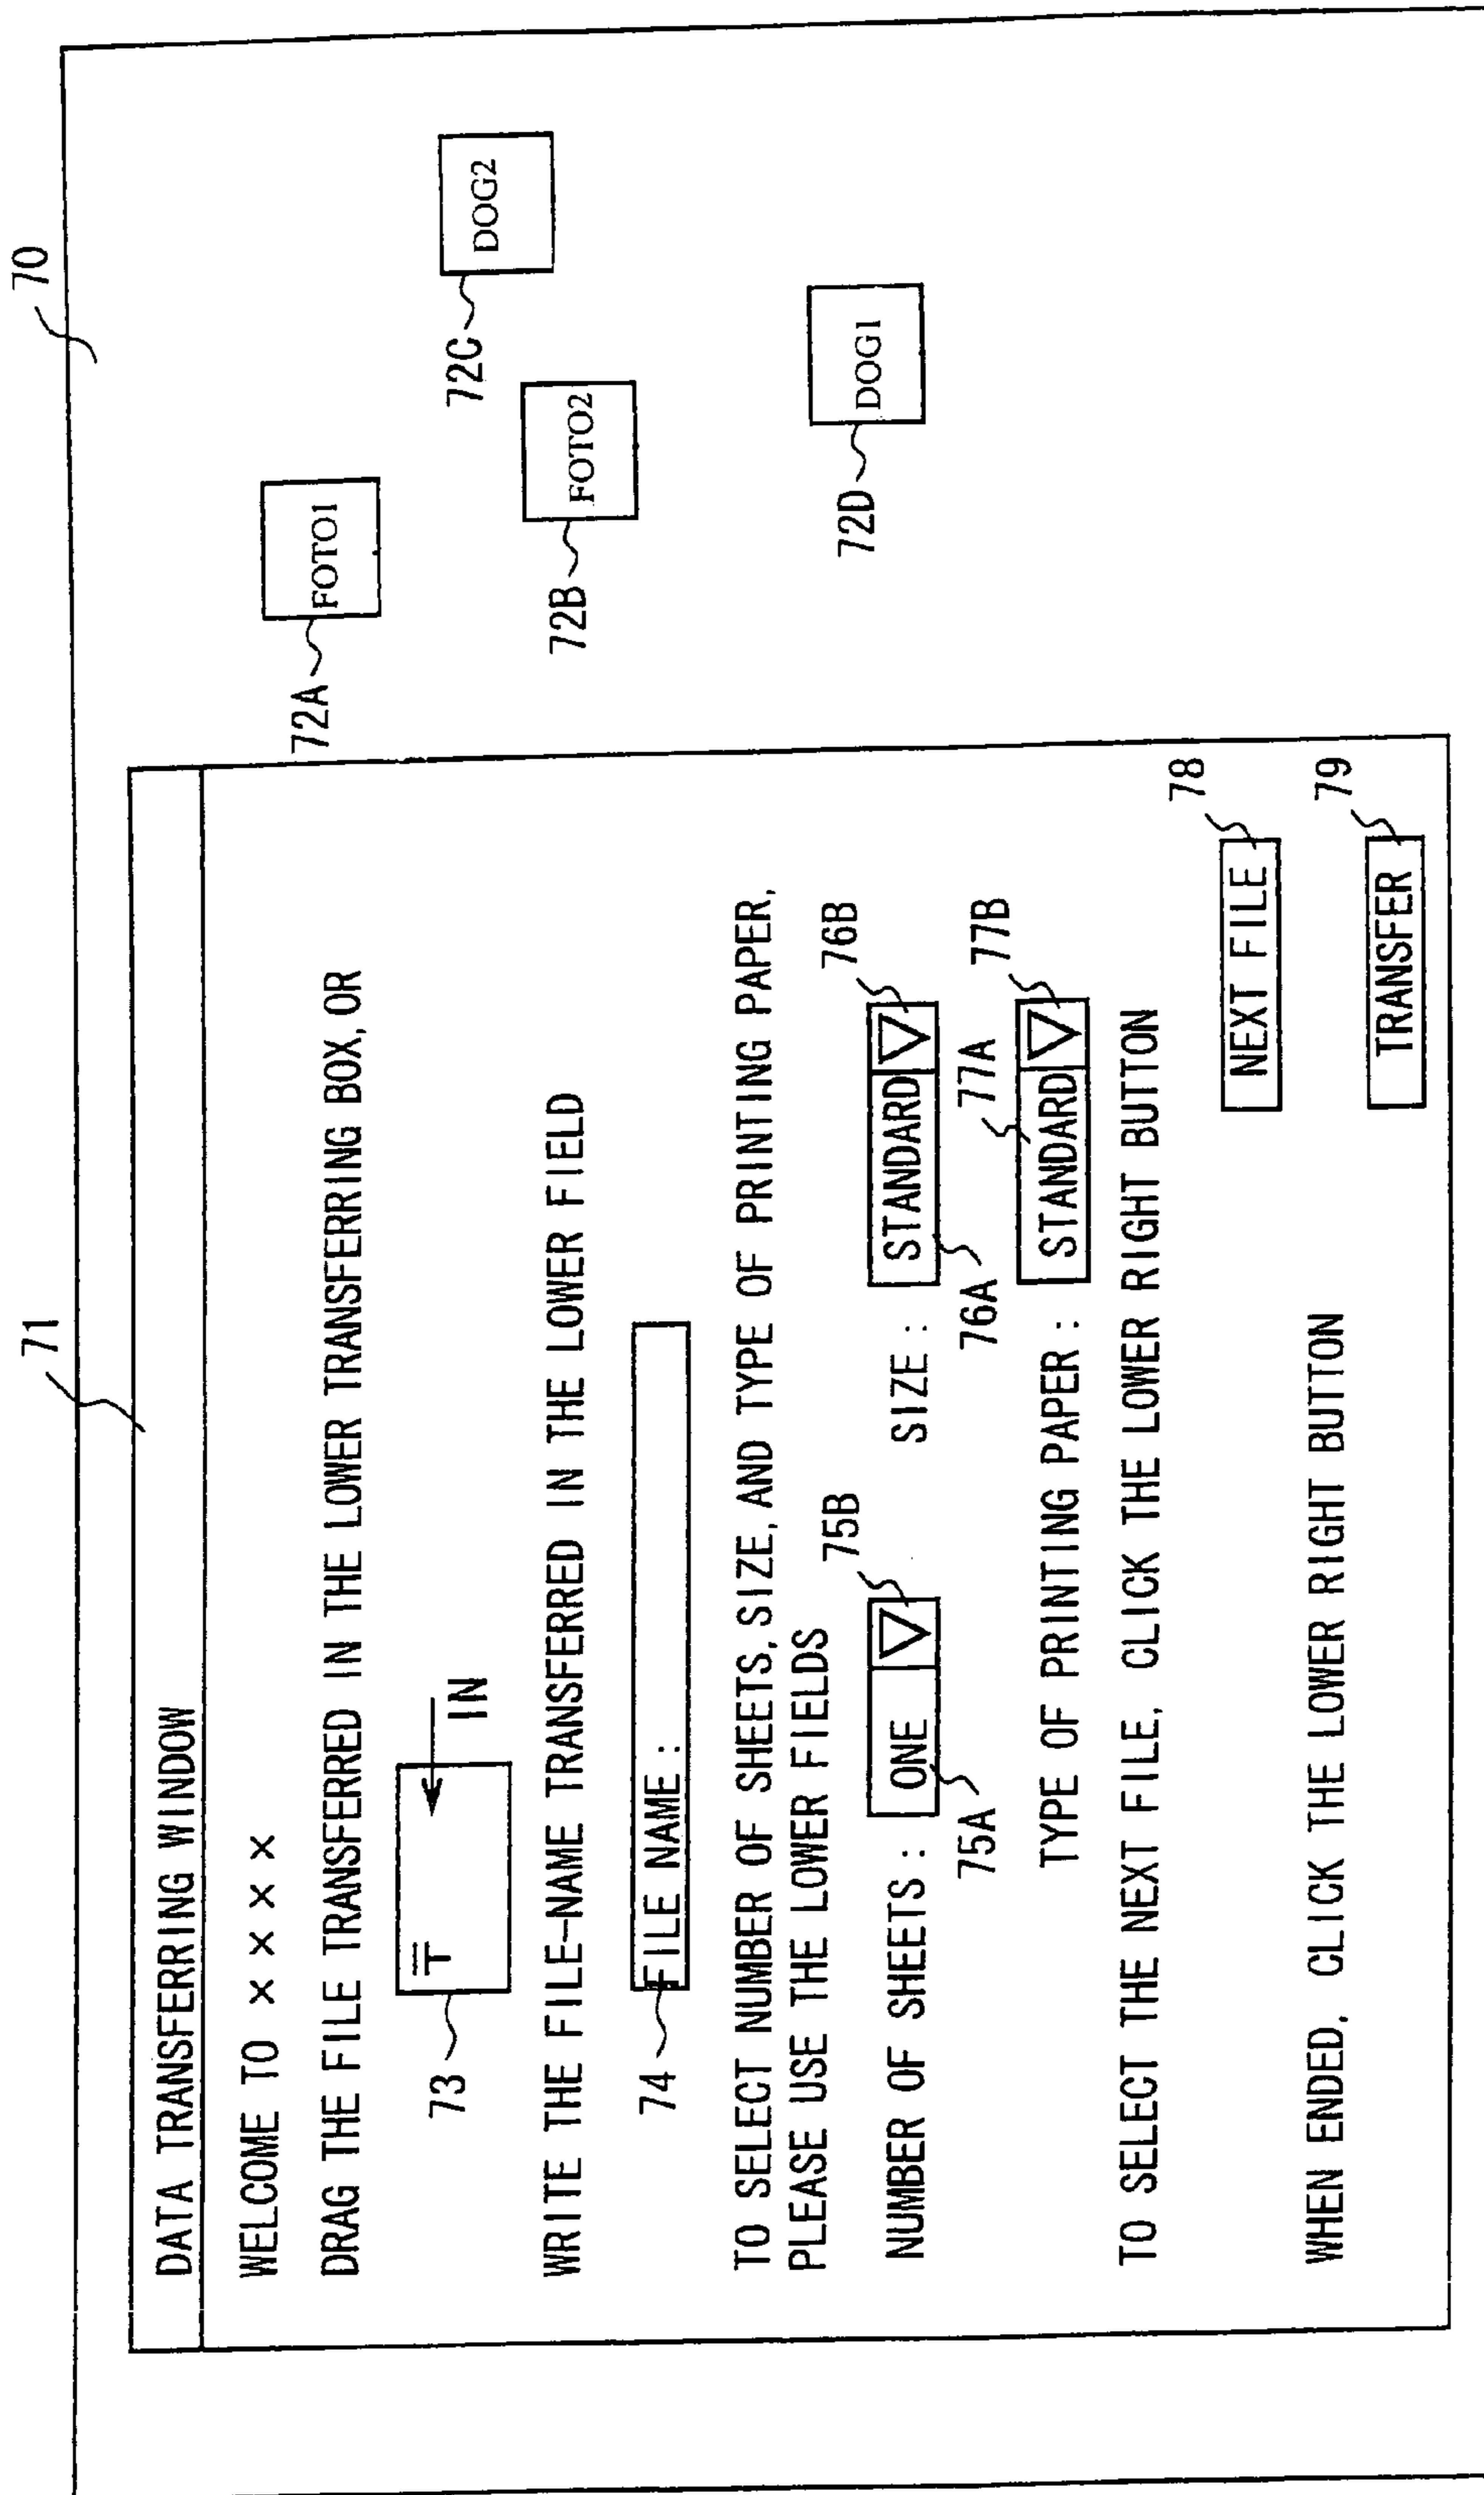 70
71
DATA TRANSFERRING WINDOW
WELCOME TO × × × ×
72A
FOTO1
DRAG THE FILE TRANSFERRED IN THE LOWER TRANSFERRING BOX, OR
73
T
IN
72C
DOG2
WRITE THE FILE-NAME TRANSFERRED IN THE LOWER FIELD
72B
FOTO2
74
FILE NAME :
TO SELECT NUMBER OF SHEETS, SIZE, AND TYPE OF PRINTING PAPER,
PLEASE USE THE LOWER FIELDS
75B
76B
72D
DOG1
NUMBER OF SHEETS : ONE ▽ SIZE : STANDARD ▽
75A
76A
77A
77B
TYPE OF PRINTING PAPER : STANDARD ▽
TO SELECT THE NEXT FILE, CLICK THE LOWER RIGHT BUTTON
78
NEXT FILE
WHEN ENDED, CLICK THE LOWER RIGHT BUTTON
79
TRANSFER